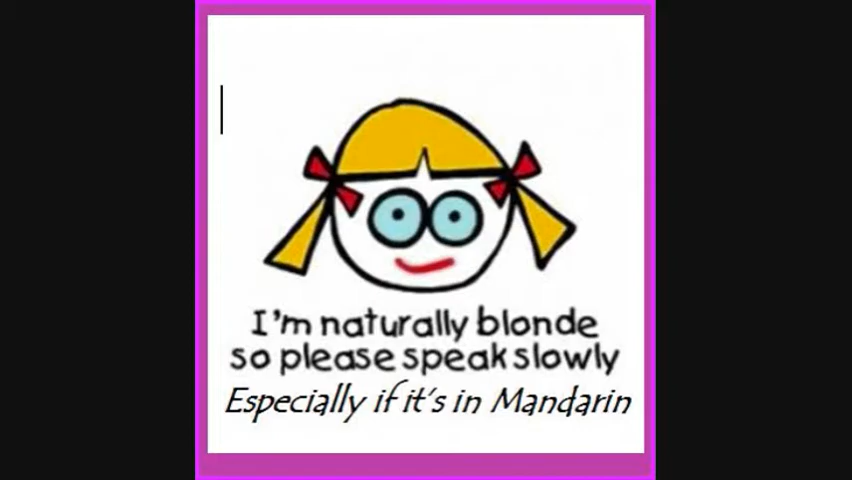 I'm naturally blonde
so please speak slowly
Especially if it's in Mandarin